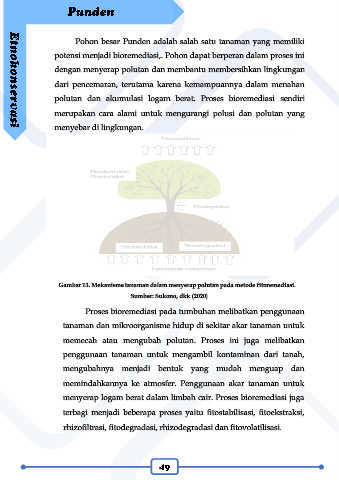 Punden
Etnokonservasi
Pohon besar Punden adalah salah satu tanaman yang memiliki
potensi menjadi bioremediasi,. Pohon dapat berperan dalam proses ini
dengan menyerap polutan dan membantu membersihkan lingkungan
dari pencemaran, terutama karena kemampuannya dalam menahan
polutan dan akumulasi logam berat. Proses bioremediasi sendiri
merupakan cara alami untuk mengurangi polusi dan polutan yang
menyebar di lingkungan.
Gambar 13. Mekanisme tanaman dalam menyerap polutan pada metode Fitoremediasi.
Sumber: Sukono, dkk (2020)
Proses bioremediasi pada tumbuhan melibatkan penggunaan
tanaman dan mikroorganisme hidup di sekitar akar tanaman untuk
memecah atau mengubah polutan. Proses ini juga melibatkan
penggunaan tanaman untuk mengambil kontaminan dari tanah,
mengubahnya menjadi bentuk yang mudah menguap dan
memindahkannya ke atmosfer. Penggunaan akar tanaman untuk
menyerap logam berat dalam limbah cair. Proses bioremediasi juga
terbagi menjadi beberapa proses yaitu fitostabilisasi, fitoekstraksi,
rhizofiltrasi, fitodegradasi, rhizodegradasi dan fitovolatilisasi.
49